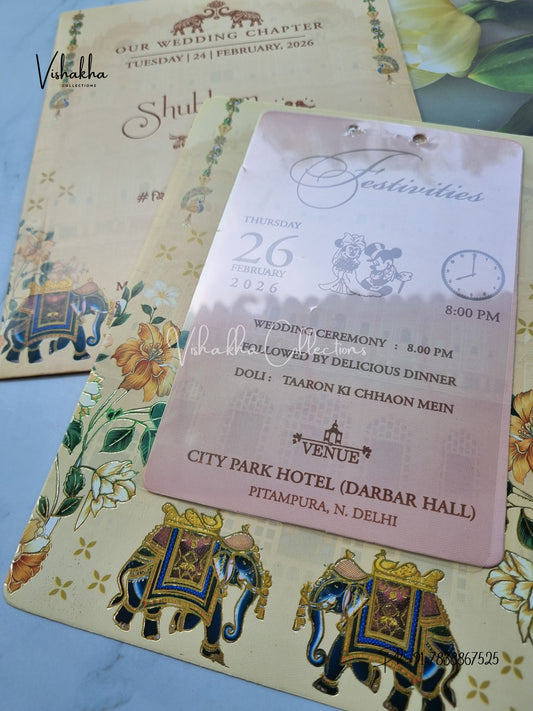 Vishakha
COLLECTIONS
OUR WEDDING CHAPTER
TUESDAY | 24 | FEBRUARY, 2026
Festivities
THURSDAY
26
FEBRUARY
2026
8:00 PM
WEDDING CEREMONY : 8.00 PM
Vishakha Collections
FOLLOWED BY DELICIOUS DINNER
DOLI : TAARON KI CHHAON MEIN
VENUE
CITY PARK HOTEL (DARBAR HALL)
PITAMPURA, N. DELHI